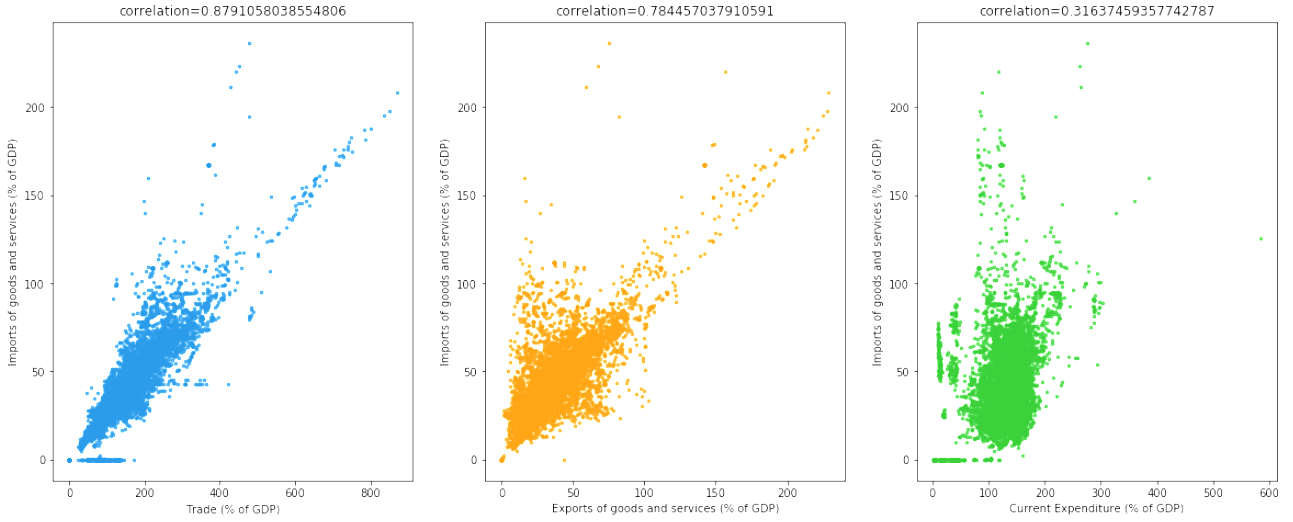 correlation=0.8791058038554806
Imports of goods and services (% of GDP)
200
150
100
50
0
0 200 400 600 800
Trade (% of GDP)
correlation=0.784457037910591
Imports of goods and services (% of GDP)
200
150
100
50
0
0 50 100 150 200
Exports of goods and services (% of GDP)
correlation=0.31637459357742787
Imports of goods and services (% of GDP)
200
150
100
50
0
0 100 200 300 400 500 600
Current Expenditure (% of GDP)